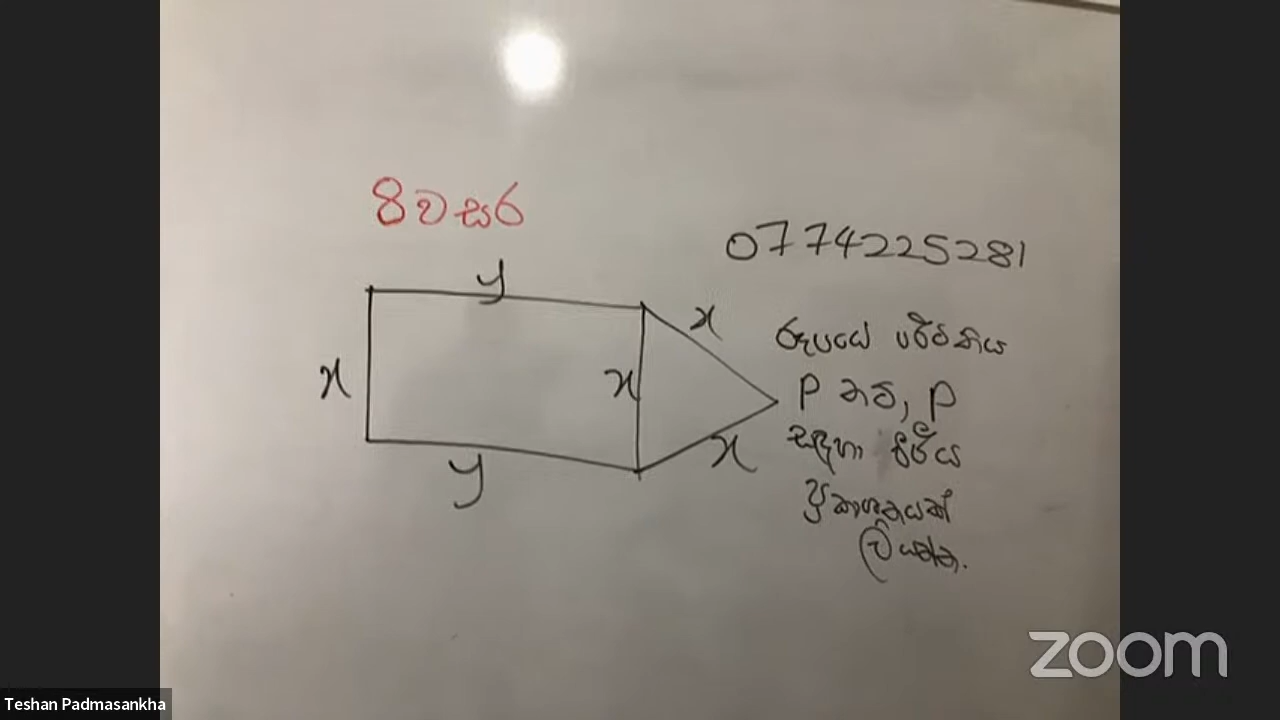 8 වසර
0774225281
y
x
x
x
රූපයේ පරිමිතිය
P නම්, P
x
y
සඳහා වීජීය
ප්‍රකාශනයක්
ලියන්න.
zoom
Teshan Padmasankha